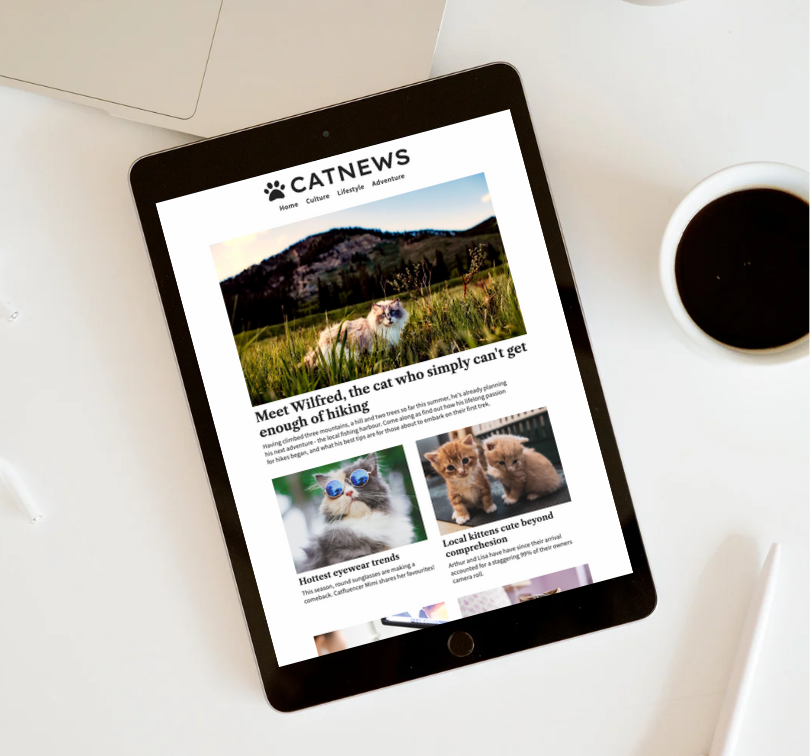 CATNEWS
Home Culture Lifestyle Adventure
Meet Wilfred, the cat who simply can't get
enough of hiking
Having climbed three mountains, a hill and two trees so far this summer, he's already planning
his next adventure - the local fishing harbour. Come along as find out how his lifelong passion
for hikes began, and what his best tips are for those about to embark on their first trek.
Hottest eyewear trends
This season, round sunglasses are making a
comeback. Catfluencer Mimi shares her favourites!
Local kittens cute beyond
comprehesion
Arthur and Lisa have have since their arrival
accounted for a staggering 99% of their owners
camera roll.